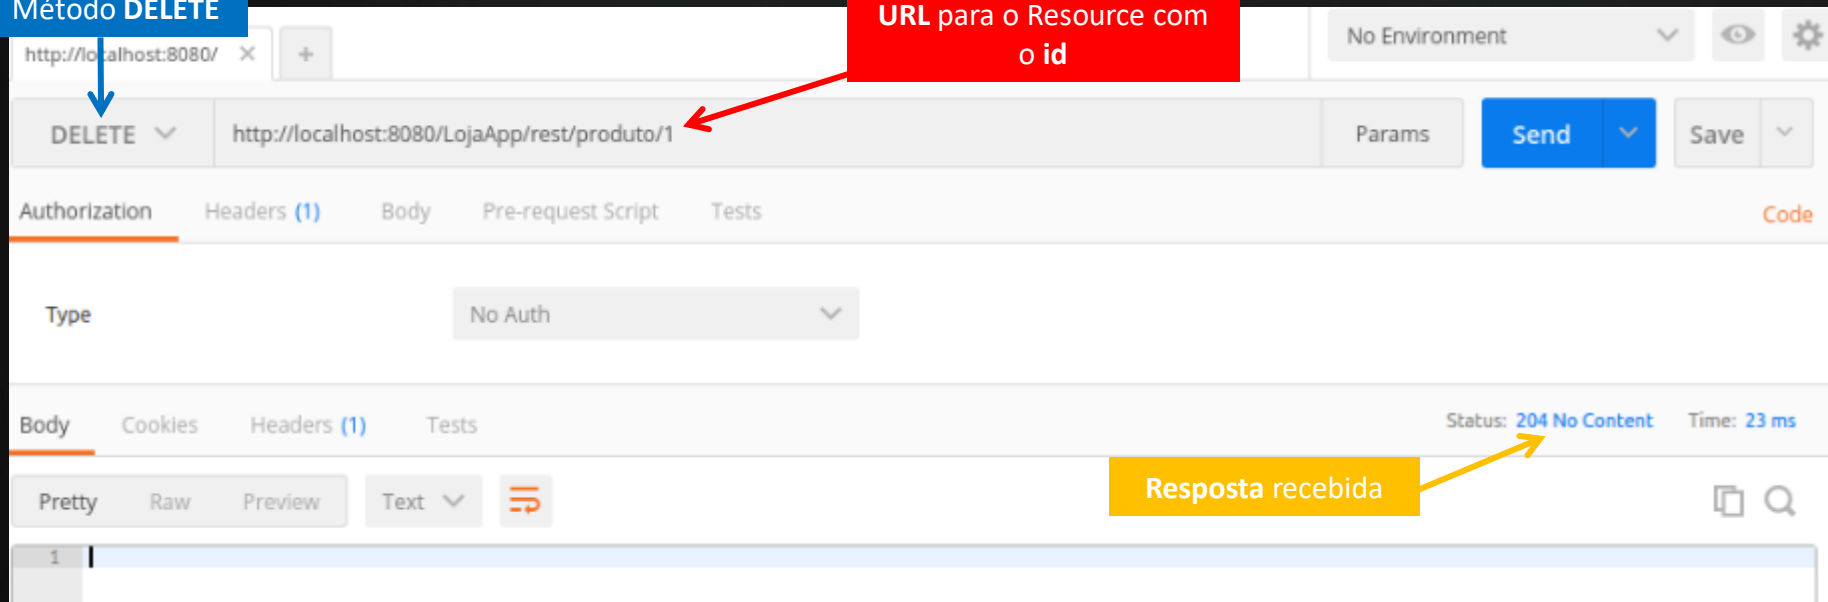 Método DELETE
URL para o Resource com
o id
http://localhost:8080/
No Environment
DELETE
http://localhost:8080/LojaApp/rest/produto/1
Params
Send
Save
Authorization
Headers (1)
Body
Pre-request Script
Tests
Code
Type
No Auth
Body
Cookies
Headers (1)
Tests
Status: 204 No Content
Time: 23 ms
Resposta recebida
Pretty
Raw
Preview
Text
1